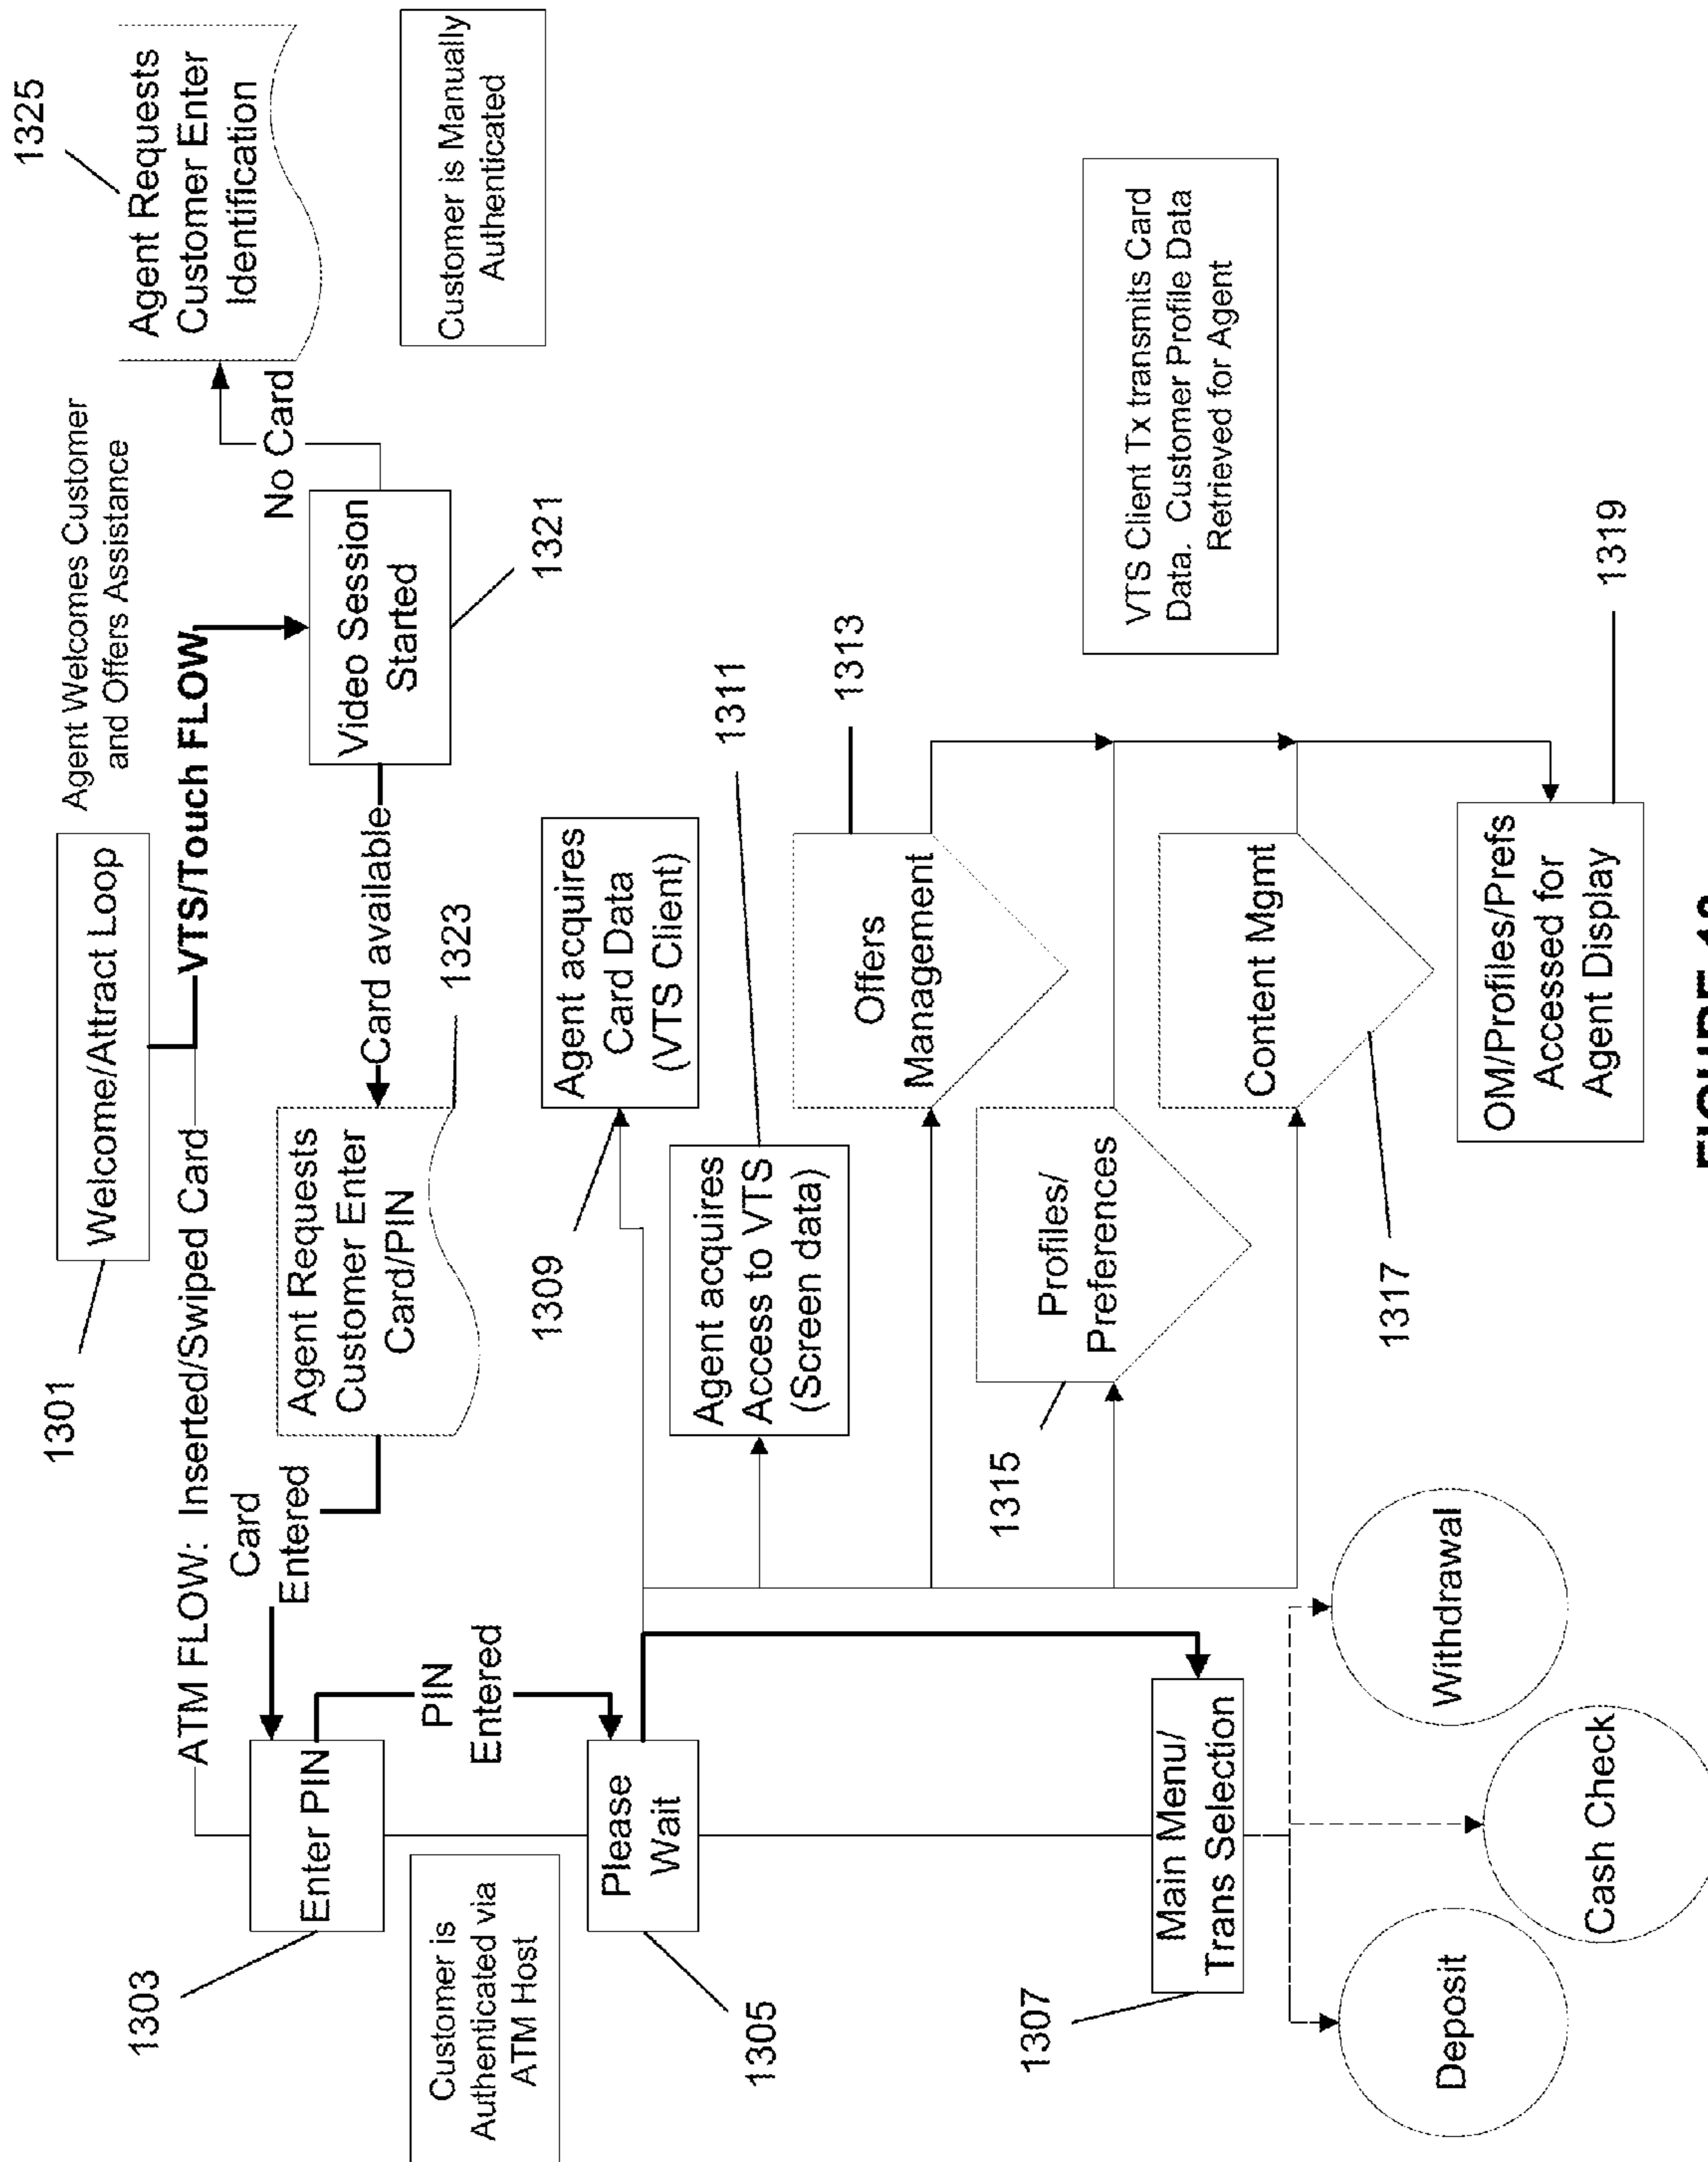 1301
Welcome/Attract Loop
Agent Welcomes Customer
and Offers Assistance
1325
Agent Requests
Customer Enter
Identification
ATM FLOW: Inserted/Swiped Card
VTS/Touch FLOW
No Card
Customer is Manually
Authenticated
1303
Enter PIN
Card
Entered
Agent Requests
Customer Enter
Card/PIN
1323
Card available
Video Session
Started
1321
Customer is
Authenticated via
ATM Host
PIN
Entered
1309
Agent acquires
Card Data
(VTS Client)
1305
Please
Wait
Agent acquires
Access to VTS
(Screen data)
1311
Offers
Management
1313
1315
Profiles/
Preferences
VTS Client Tx transmits Card
Data. Customer Profile Data
Retrieved for Agent
1307
Main Menu/
Trans Selection
1317
Content Mgmt
Deposit
Cash Check
Withdrawal
OM/Profiles/Prefs
Accessed for
Agent Display
1319
FIGURE